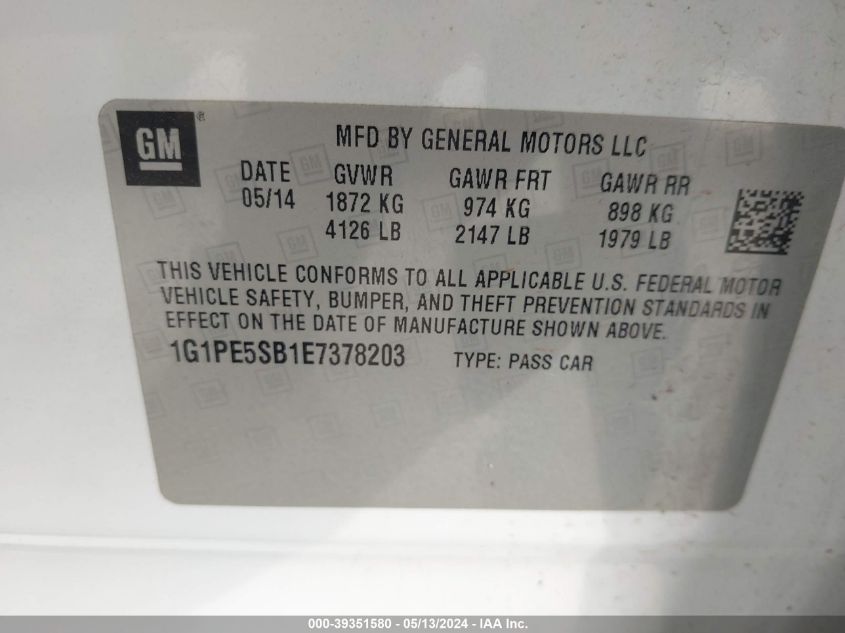 GM
MFD BY GENERAL MOTORS LLC
DATE GVWR GAWR FRT GAWR RR
05/14 1872 KG 974 KG 898 KG
4126 LB 2147 LB 1979 LB
THIS VEHICLE CONFORMS TO ALL APPLICABLE U.S. FEDERAL MOTOR
VEHICLE SAFETY, BUMPER, AND THEFT PREVENTION STANDARDS IN
EFFECT ON THE DATE OF MANUFACTURE SHOWN ABOVE.
1G1PE5SB1E7378203 TYPE: PASS CAR
000-39351580 - 05/13/2024 - IAA Inc.